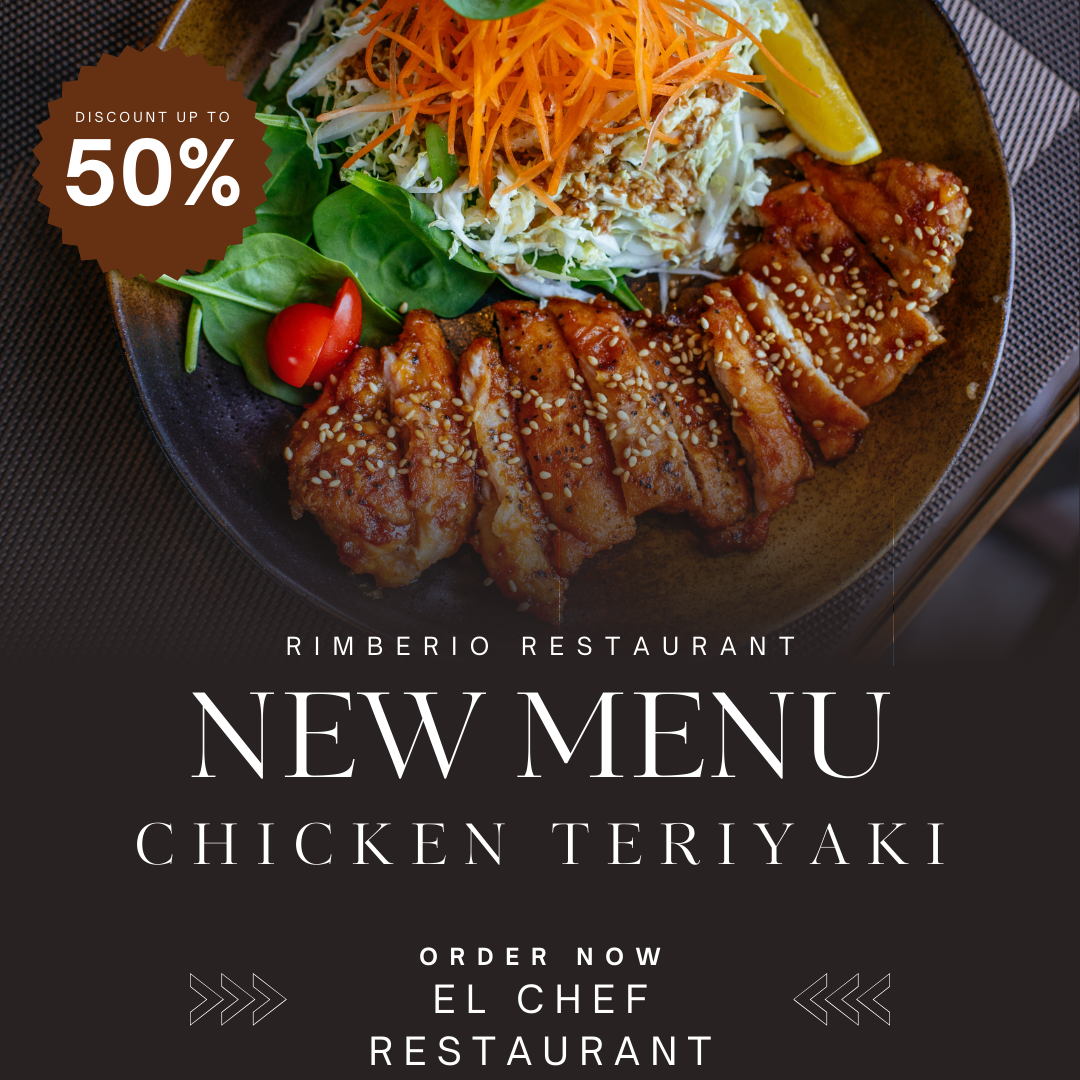 DISCOUNT UP TO
50%
RIMBERIO RESTAURANT
NEW MENU
CHICKEN TERIYAKI
ORDER NOW
EL CHEF
RESTAURANT